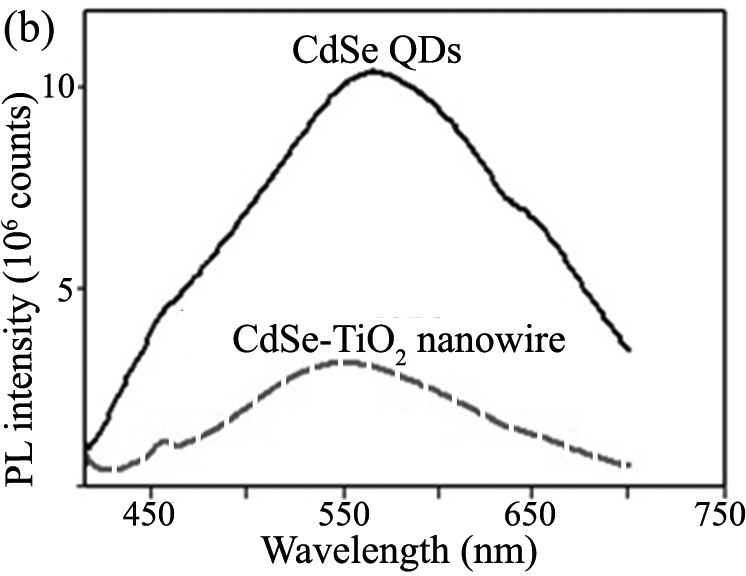 (b)
CdSe QDs
10
5
CdSe-TiO₂ nanowire
PL intensity (10⁶ counts)
450 550 650 750
Wavelength (nm)